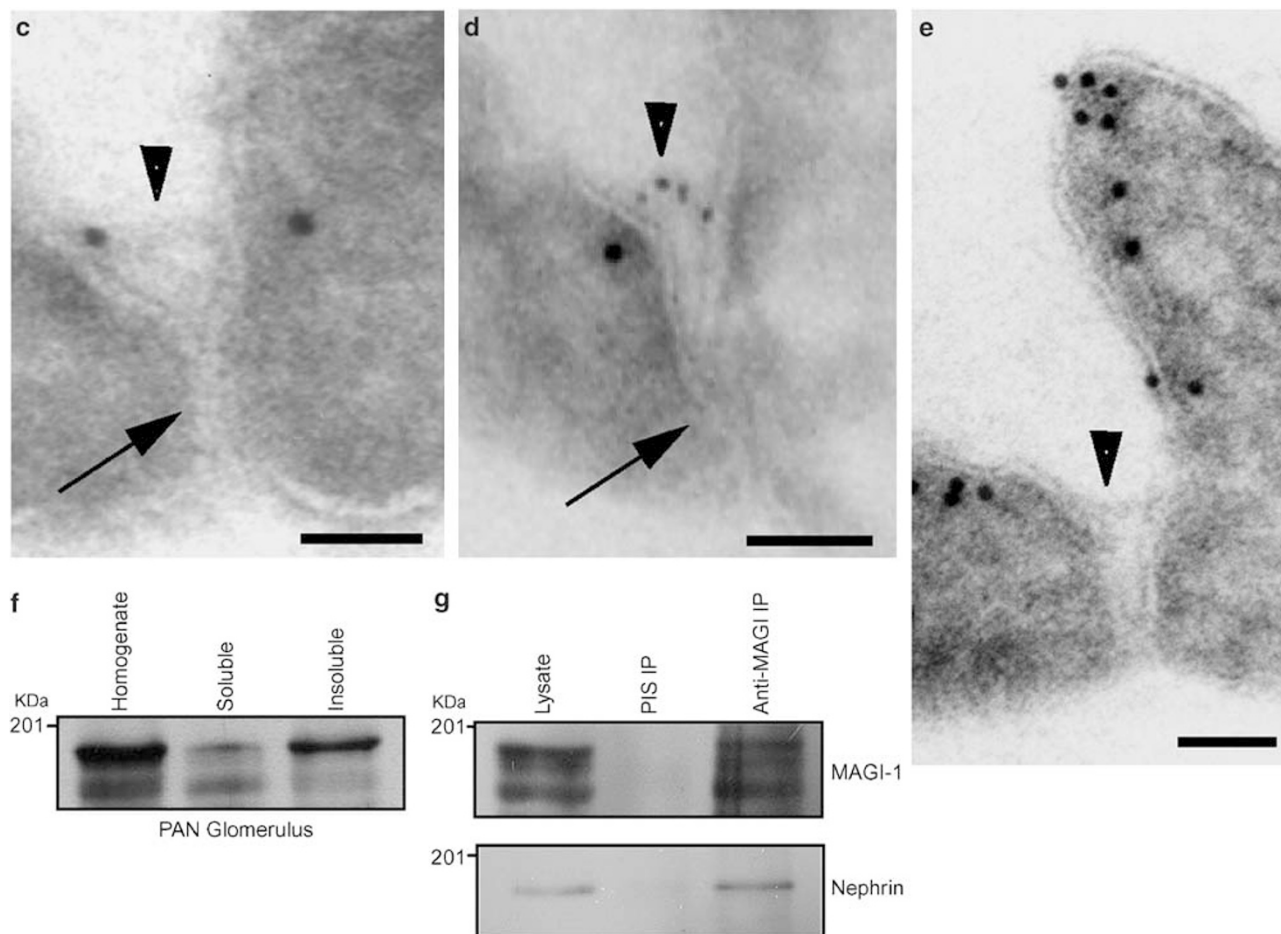 c
d
e
f
Homogenate
Soluble
Insoluble
KDa
201
PAN Glomerulus
g
Lysate
PIS IP
Anti-MAGI IP
KDa
201
MAGI-1
201
Nephrin